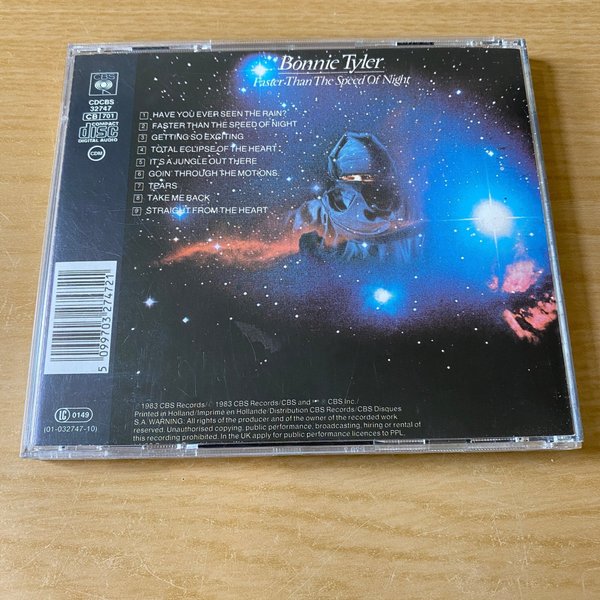 Bonnie Tyler
Faster Than The Speed Of Night
CBS
CDCBS
32747
CB 701
COMPACT
disc
DIGITAL AUDIO
CDM
1 HAVE YOU EVER SEEN THE RAIN?
2 FASTER THAN THE SPEED OF NIGHT
3 GETTING SO EXCITING
4 TOTAL ECLIPSE OF THE HEART
5 IT'S A JUNGLE OUT THERE
6 GOIN' THROUGH THE MOTIONS
7 TEARS
8 TAKE ME BACK
9 STRAIGHT FROM THE HEART
5 099703 274721
LC 0149
(01-032747-10)
1983 CBS Records/ 1983 CBS Records/CBS and ℗ CBS Inc./
Printed in Holland/Imprimé en Hollande/Distribution CBS Records/CBS Disques
S.A. WARNING: All rights of the producer and of the owner of the recorded work
reserved. Unauthorised copying, public performance, broadcasting, hiring or rental of
this recording prohibited. In the UK apply for public performance licences to PPL.